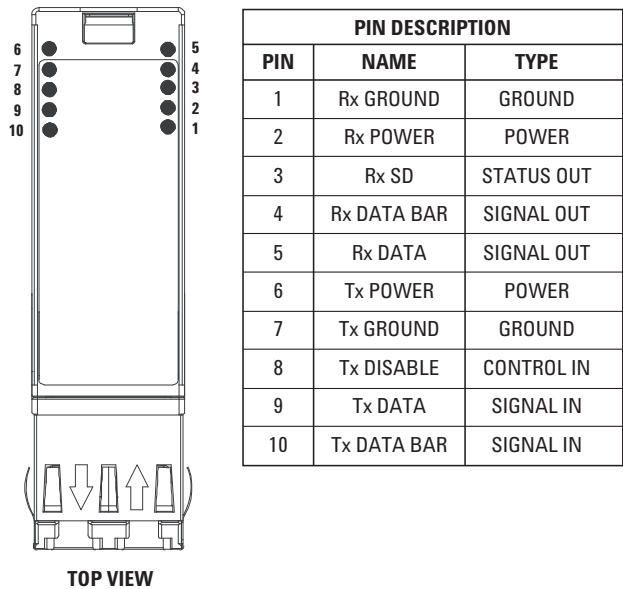 6 5
7 4
8 3
9 2
10 1
TOP VIEW
PIN DESCRIPTION
PIN NAME TYPE
1 Rx GROUND GROUND
2 Rx POWER POWER
3 Rx SD STATUS OUT
4 Rx DATA BAR SIGNAL OUT
5 Rx DATA SIGNAL OUT
6 Tx POWER POWER
7 Tx GROUND GROUND
8 Tx DISABLE CONTROL IN
9 Tx DATA SIGNAL IN
10 Tx DATA BAR SIGNAL IN